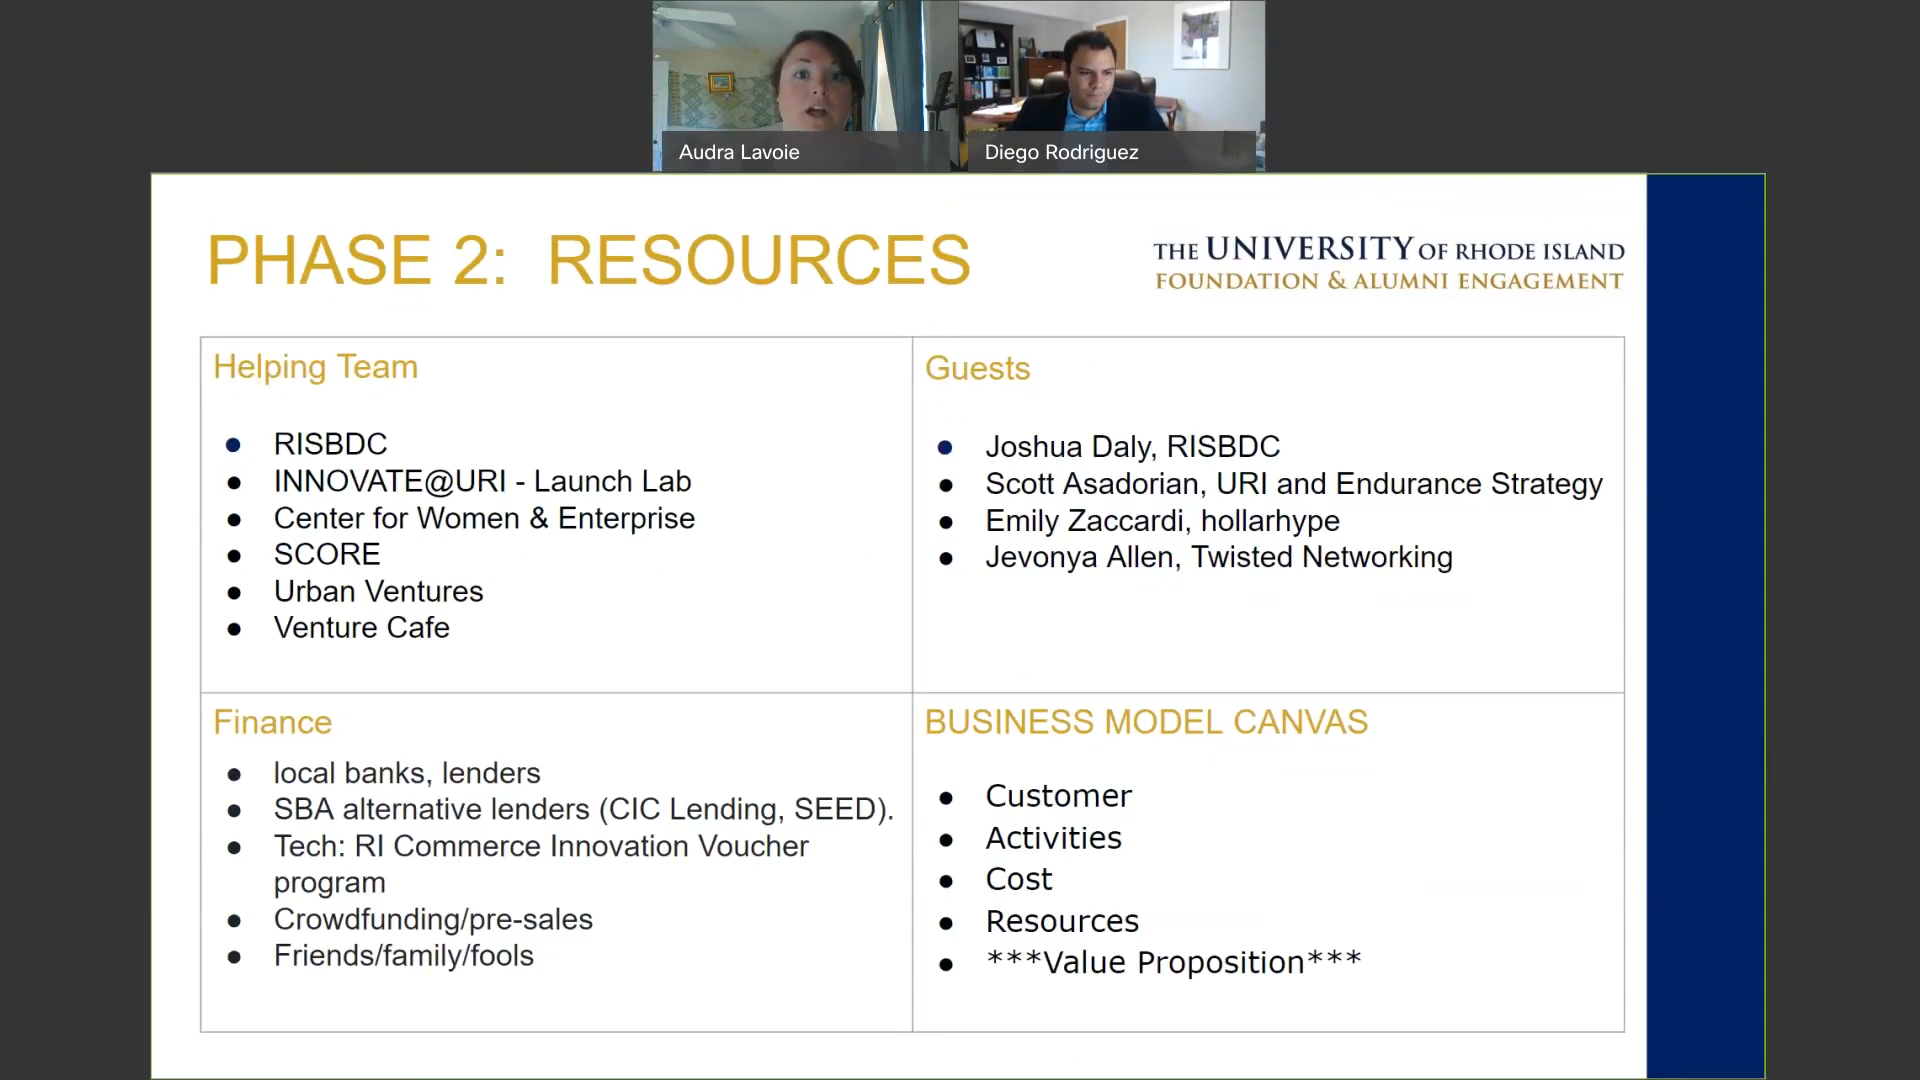 Audra Lavoie
Diego Rodriguez
PHASE 2: RESOURCES
THE UNIVERSITY OF RHODE ISLAND
FOUNDATION & ALUMNI ENGAGEMENT
Helping Team
● RISBDC
● INNOVATE@URI - Launch Lab
● Center for Women & Enterprise
● SCORE
● Urban Ventures
● Venture Cafe
Guests
● Joshua Daly, RISBDC
● Scott Asadorian, URI and Endurance Strategy
● Emily Zaccardi, hollarhype
● Jevonya Allen, Twisted Networking
Finance
● local banks, lenders
● SBA alternative lenders (CIC Lending, SEED).
● Tech: RI Commerce Innovation Voucher
program
● Crowdfunding/pre-sales
● Friends/family/fools
BUSINESS MODEL CANVAS
● Customer
● Activities
● Cost
● Resources
● ***Value Proposition***